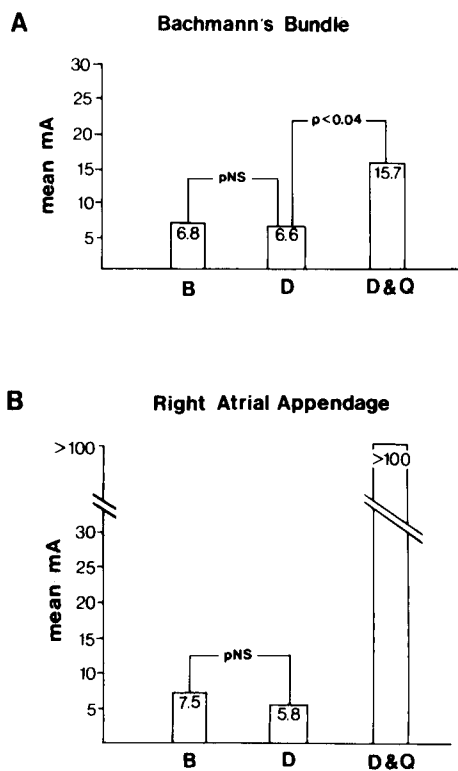 A
Bachmann's Bundle
mean mA
30
25
20
15
10
5
p<0.04
pNS
6.8
6.6
15.7
B
D
D & Q
B
Right Atrial Appendage
mean mA
>100
30
25
20
15
10
5
>100
pNS
7.5
5.8
B
D
D & Q